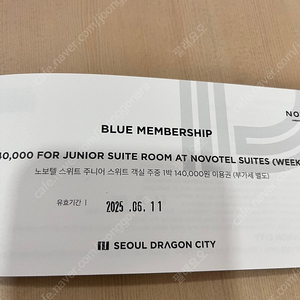 NO
BLUE MEMBERSHIP
40,000 FOR JUNIOR SUITE ROOM AT NOVOTEL SUITES (WEEK
노보텔 스위트 주니어 스위트 객실 주중 1박 140,000원 이용권 (부가세 별도)
유효기간 | 2025 .06. 11
SEOUL DRAGON CITY